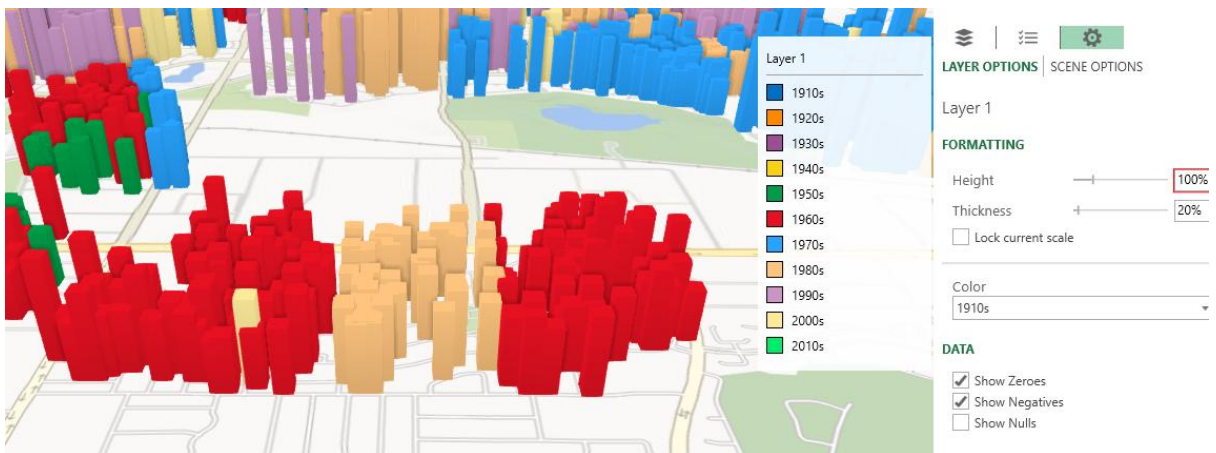 Layer 1
1910s
1920s
1930s
1940s
1950s
1960s
1970s
1980s
1990s
2000s
2010s
LAYER OPTIONS SCENE OPTIONS
Layer 1
FORMATTING
Height 100%
Thickness 20%
Lock current scale
Color
1910s
DATA
Show Zeroes
Show Negatives
Show Nulls